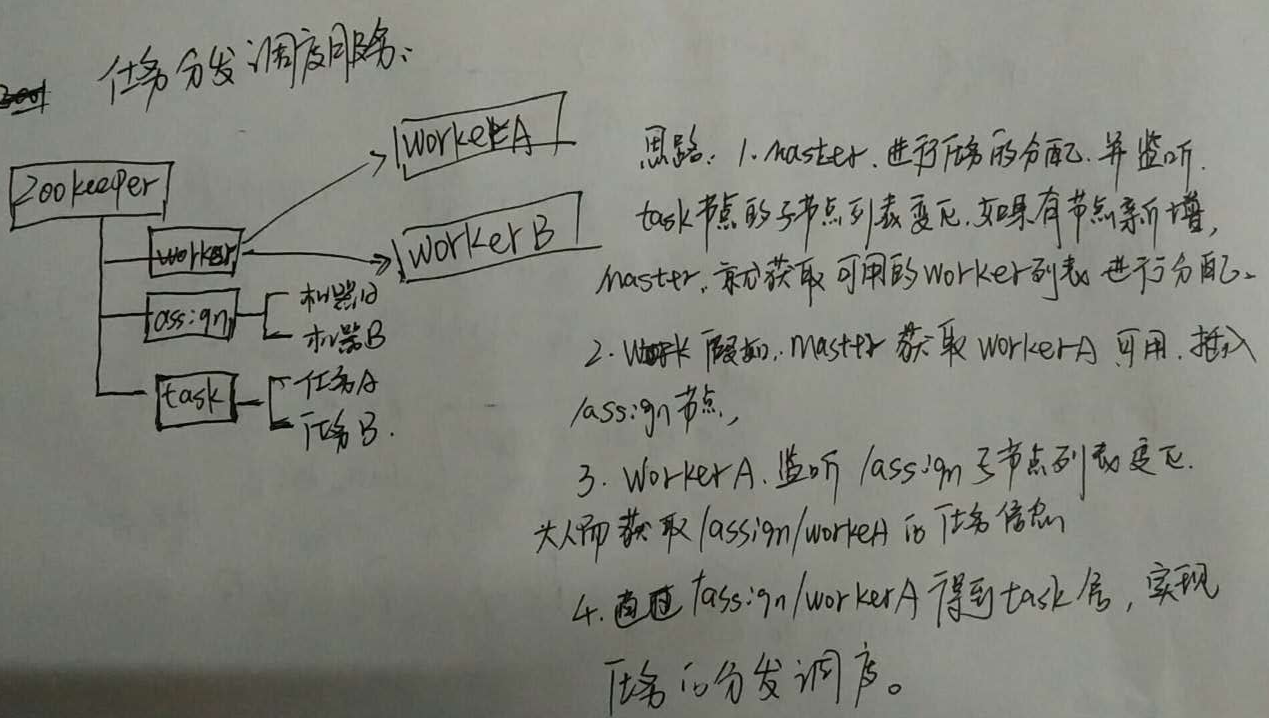 任务分发调度服务:
zookeeper
worker
workerA
workerB
assign
机器A
机器B
task
任务A
任务B.
思路: 1. master. 进行任务的分配. 并监听.
task节点的子节点列表变化. 如果有节点新增,
master. 就获取可用的worker列表进行分配.
2. 假如. master 获取 workerA 可用. 插入
/assign节点,
3. WorkerA. 监听 /assign 子节点列表变化.
从而获取/assign/workeA 的任务信息
4. 通过 /assign/workerA 得到task后, 实现
任务的分发调度。